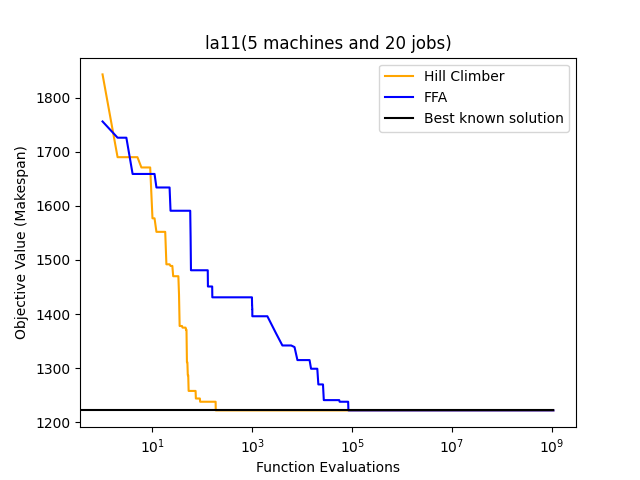 la11(5 machines and 20 jobs)
Hill Climber
FFA
Best known solution
Objective Value (Makespan)
1800
1700
1600
1500
1400
1300
1200
10^1 10^3 10^5 10^7 10^9
Function Evaluations